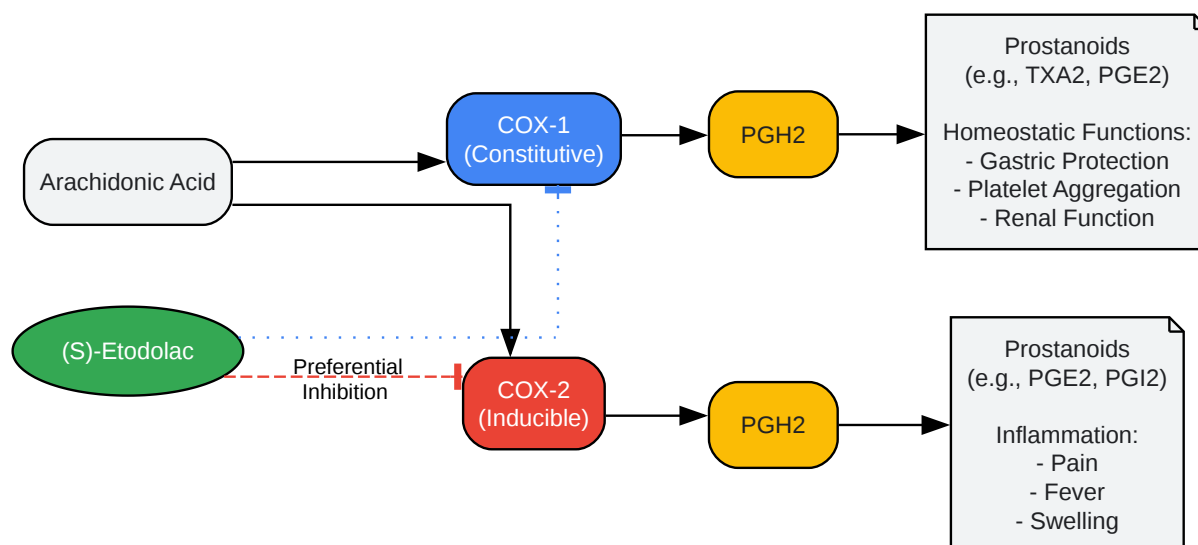 Arachidonic Acid
(S)-Etodolac
Preferential
Inhibition
COX-1
(Constitutive)
COX-2
(Inducible)
PGH2
PGH2
Prostanoids
(e.g., TXA2, PGE2)
Homeostatic Functions:
- Gastric Protection
- Platelet Aggregation
- Renal Function
Prostanoids
(e.g., PGE2, PGI2)
Inflammation:
- Pain
- Fever
- Swelling